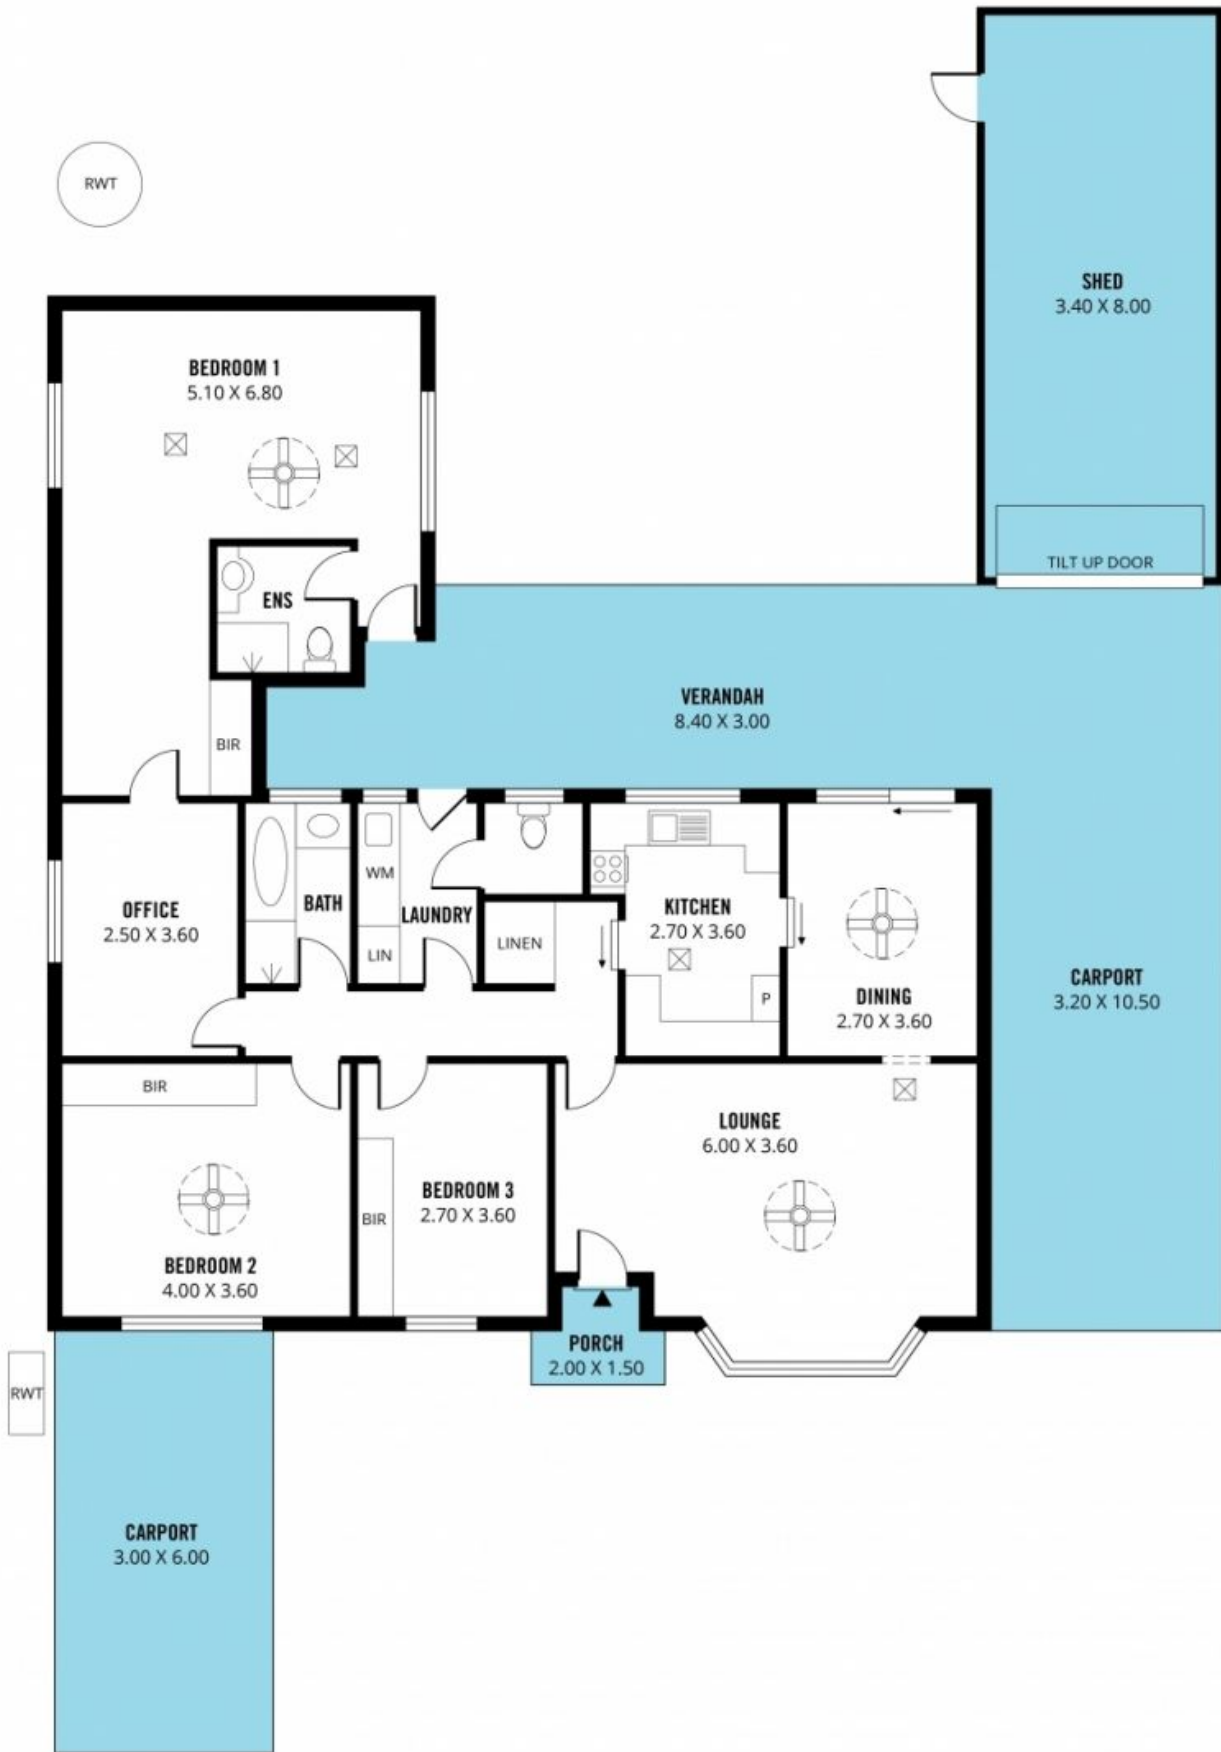 RWT
SHED
3.40 X 8.00
BEDROOM 1
5.10 X 6.80
TILT UP DOOR
ENS
VERANDAH
8.40 X 3.00
BIR
WM
BATH
LAUNDRY
LIN
LINEN
OFFICE
2.50 X 3.60
KITCHEN
2.70 X 3.60
P
DINING
2.70 X 3.60
CARPORT
3.20 X 10.50
BIR
LOUNGE
6.00 X 3.60
BEDROOM 3
2.70 X 3.60
BIR
BEDROOM 2
4.00 X 3.60
PORCH
2.00 X 1.50
RWT
CARPORT
3.00 X 6.00